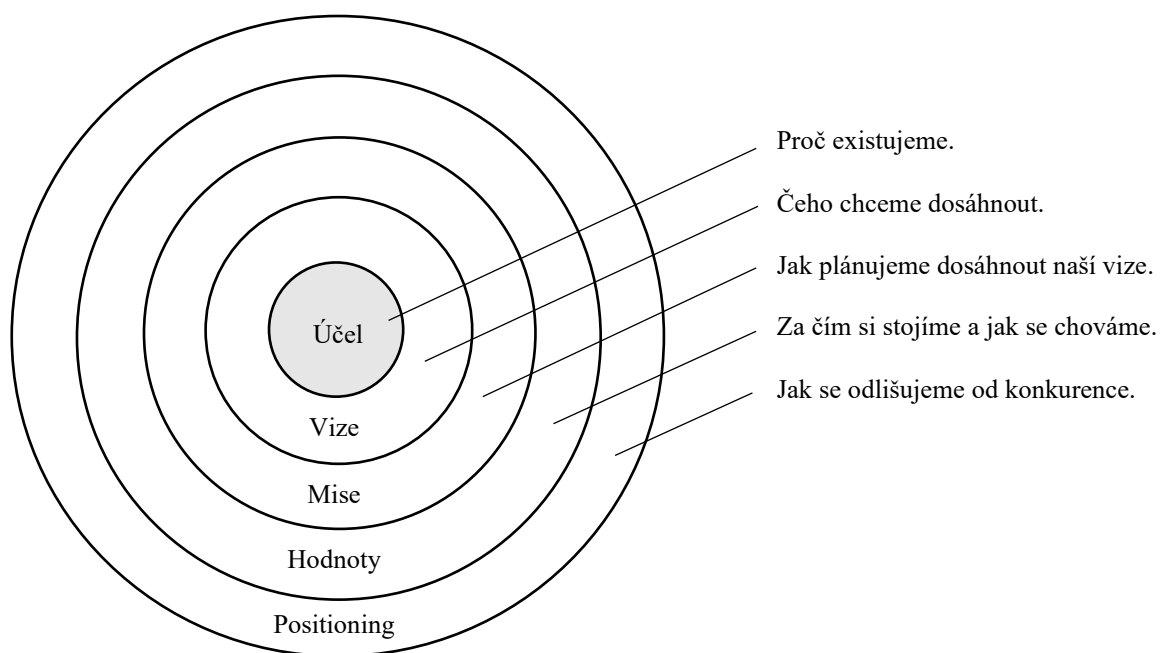 Proč existujeme.
Čeho chceme dosáhnout.
Jak plánujeme dosáhnout naší vize.
Za čím si stojíme a jak se chováme.
Jak se odlišujeme od konkurence.
Účel
Vize
Mise
Hodnoty
Positioning